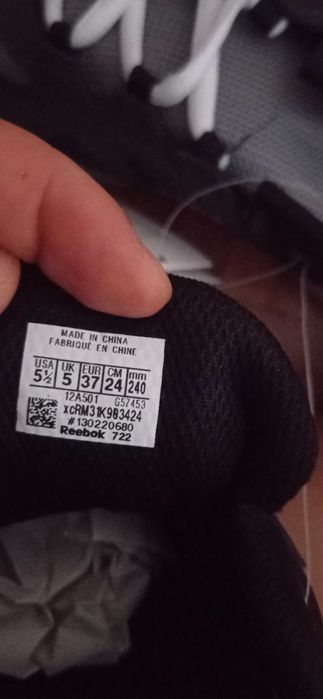 MADE IN CHINA
FABRIQUÉ EN CHINE
USA UK EUR CM mm
5½ 5 37 24 240
12A501 G57453
xcRM31K983424
#130220680
Reebok 722